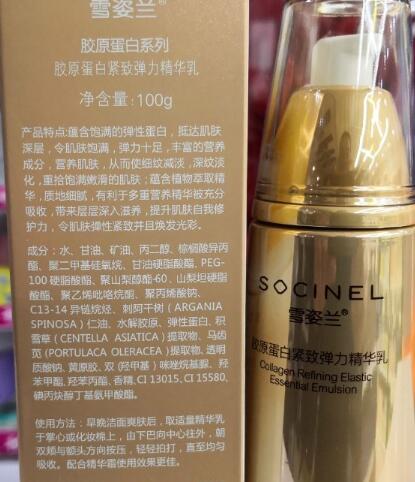 雪姿兰®
胶原蛋白系列
胶原蛋白紧致弹力精华乳
净含量:100g
产品特点:蕴含饱满的弹性蛋白,抵达肌肤
深层,令肌肤饱满,弹力十足,丰富的营养
成分,营养肌肤,从而使细纹减淡,深纹淡
化,重拾饱满嫩滑的肌肤;蕴含植物萃取精
华,质地细腻,有利于多重营养精华被充分
吸收,带来层层深入滋养,提升肌肤自我修
护力,令肌肤弹性紧致并且焕发光彩。
成分:水、甘油、矿油、丙二醇、棕榈酸异丙
酯、聚二甲基硅氧烷、甘油硬脂酸酯、PEG-
100硬脂酸酯、聚山梨醇酯-60、山梨坦硬脂
酸酯、聚乙烯吡咯烷酮、聚丙烯酸钠、
C13-14 异链烷烃、刺阿干树(ARGANIA
SPINOSA)仁油、水解胶原、弹性蛋白、积
雪草(CENTELLA ASIATICA)提取物、马齿
苋(PORTULACA OLERACEA)提取物、透明
质酸钠、黄原胶、双(羟甲基)咪唑烷基脲、羟
苯甲酯、羟苯丙酯、香精、CI 13015、CI 15580、
碘丙炔醇丁基氨甲酸酯。
使用方法:早晚洁面爽肤后、取适量精华乳
于掌心或化妆棉上,由下巴向中心往外,朝
双颊与额头方向按压,轻轻拍打,直至均匀
吸收。配合精华霜使用效果更佳。
SOCINEL
雪姿兰®
胶原蛋白紧致弹力精华乳
Collagen Refining Elastic
Essential Emulsion